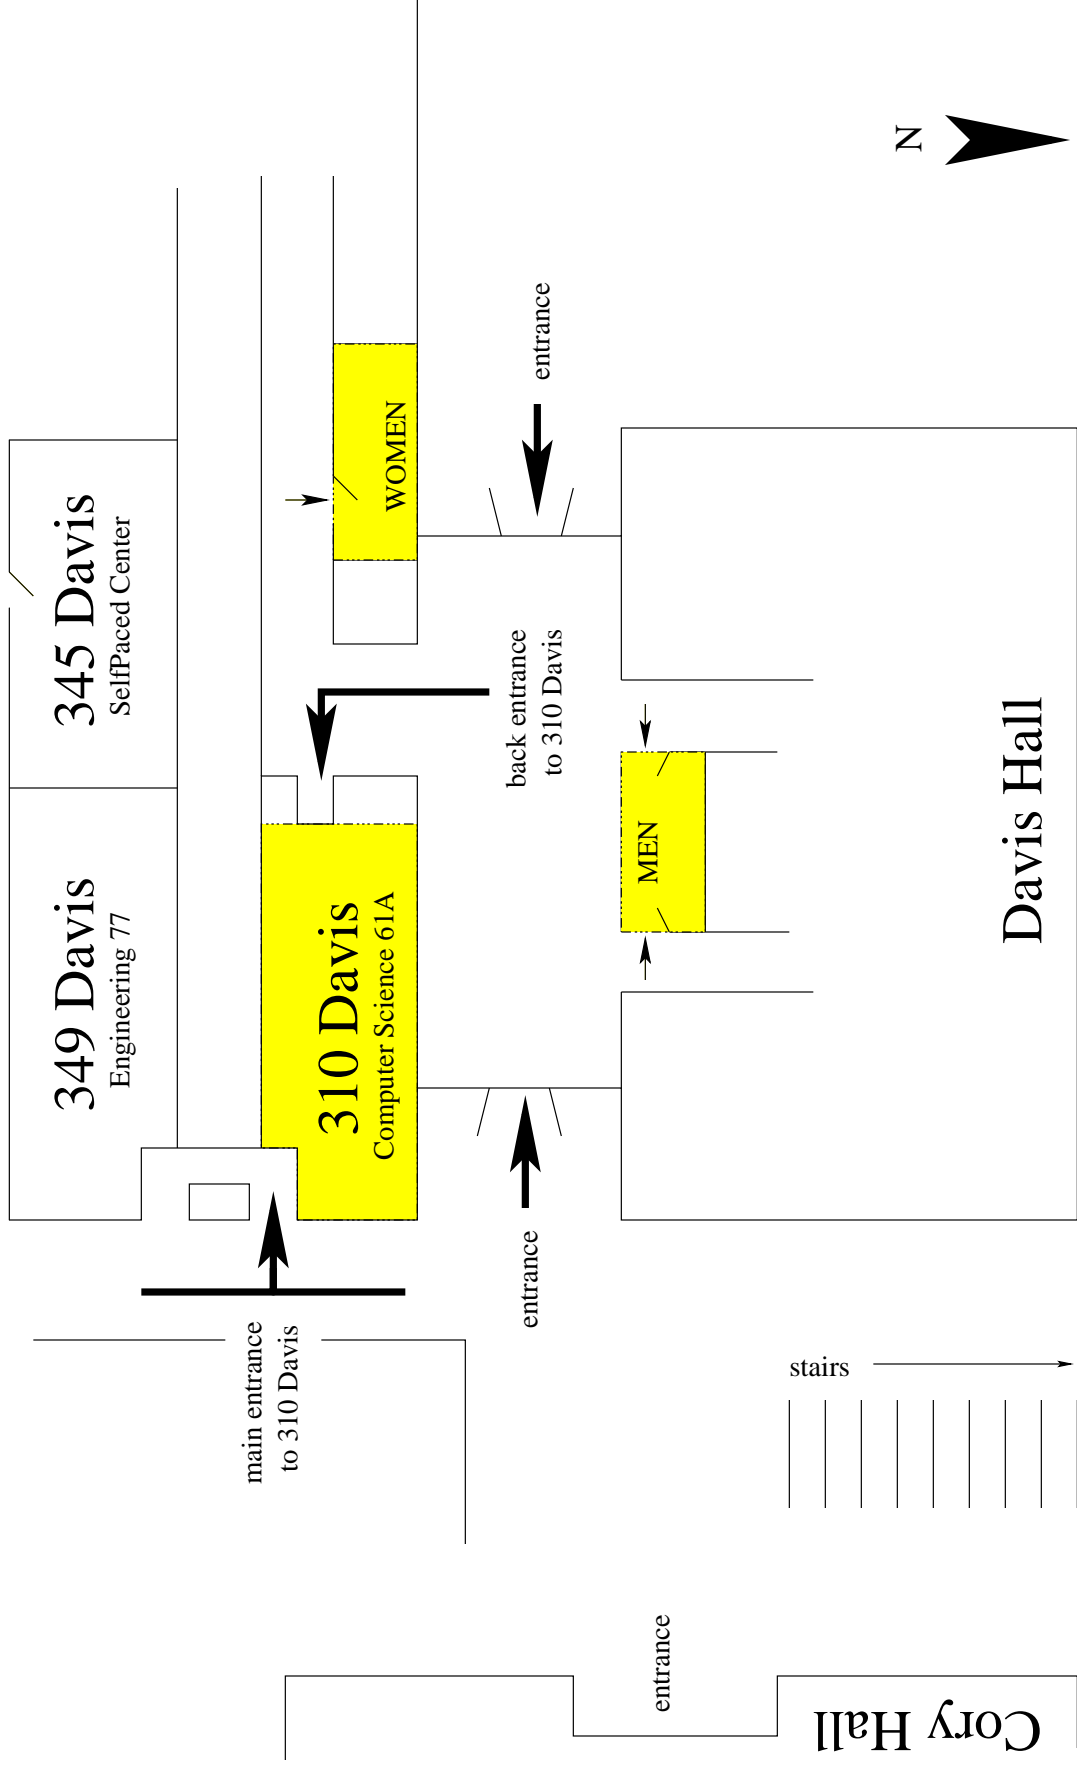 349 Davis
Engineering 77
345 Davis
SelfPaced Center
main entrance
to 310 Davis
310 Davis
Computer Science 61A
WOMEN
entrance
back entrance
to 310 Davis
entrance
entrance
MEN
stairs
Davis Hall
Cory Hall
N